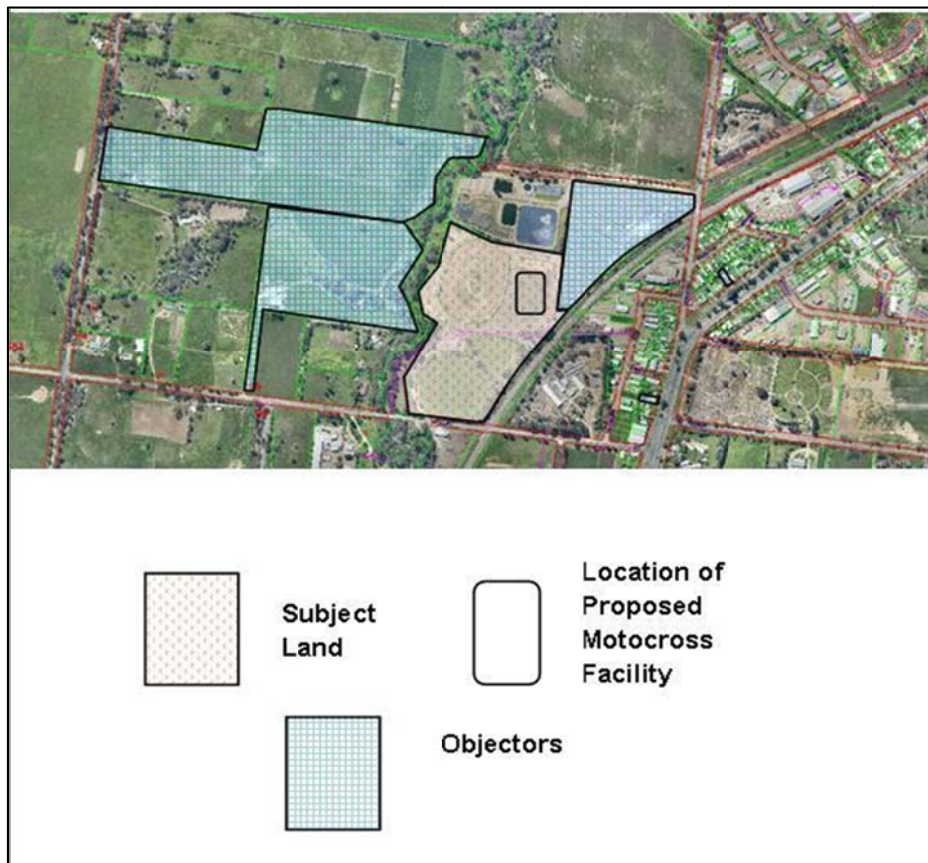 Subject
Land
Location of
Proposed
Motocross
Facility
Objectors